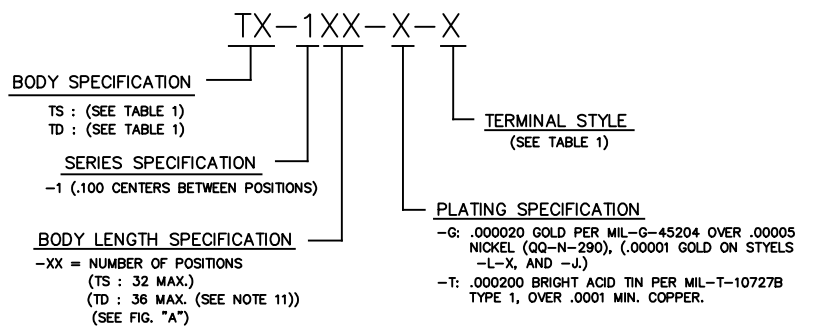 TX-1XX-X-X
BODY SPECIFICATION
TS : (SEE TABLE 1)
TD : (SEE TABLE 1)
SERIES SPECIFICATION
-1 (.100 CENTERS BETWEEN POSITIONS)
BODY LENGTH SPECIFICATION
-XX = NUMBER OF POSITIONS
(TS : 32 MAX.)
(TD : 36 MAX. (SEE NOTE 11))
(SEE FIG. "A")
TERMINAL STYLE
(SEE TABLE 1)
PLATING SPECIFICATION
-G: .000020 GOLD PER MIL-G-45204 OVER .00005
NICKEL (QQ-N-290), (.00001 GOLD ON STYELS
-L-X, AND -J.)
-T: .000200 BRIGHT ACID TIN PER MIL-T-10727B
TYPE 1, OVER .0001 MIN. COPPER.